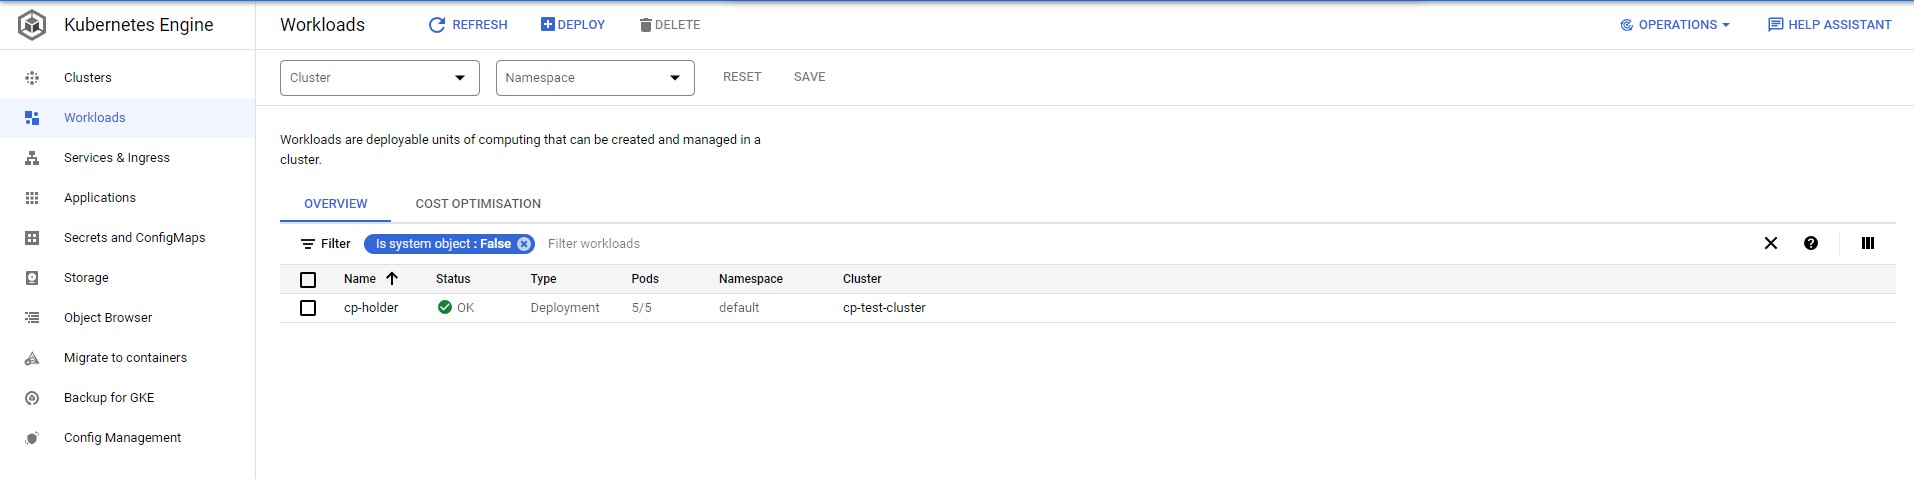 Kubernetes Engine
Workloads REFRESH DEPLOY DELETE OPERATIONS HELP ASSISTANT
Clusters
Workloads
Services & Ingress
Applications
Secrets and ConfigMaps
Storage
Object Browser
Migrate to containers
Backup for GKE
Config Management
Cluster Namespace RESET SAVE
Workloads are deployable units of computing that can be created and managed in a
cluster.
OVERVIEW COST OPTIMISATION
Filter Is system object : False Filter workloads
Name Status Type Pods Namespace Cluster
cp-holder OK Deployment 5/5 default cp-test-cluster